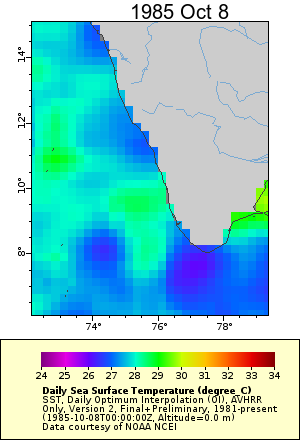 1985 Oct 8
14°
12°
10°
8°
74° 76° 78°
24 25 26 27 28 29 30 31 32 33 34
Daily Sea Surface Temperature (degree_C)
SST, Daily Optimum Interpolation (OI), AVHRR
Only, Version 2, Final+Preliminary, 1981-present
(1985-10-08T00:00:00Z, Altitude=0.0 m)
Data courtesy of NOAA NCEI